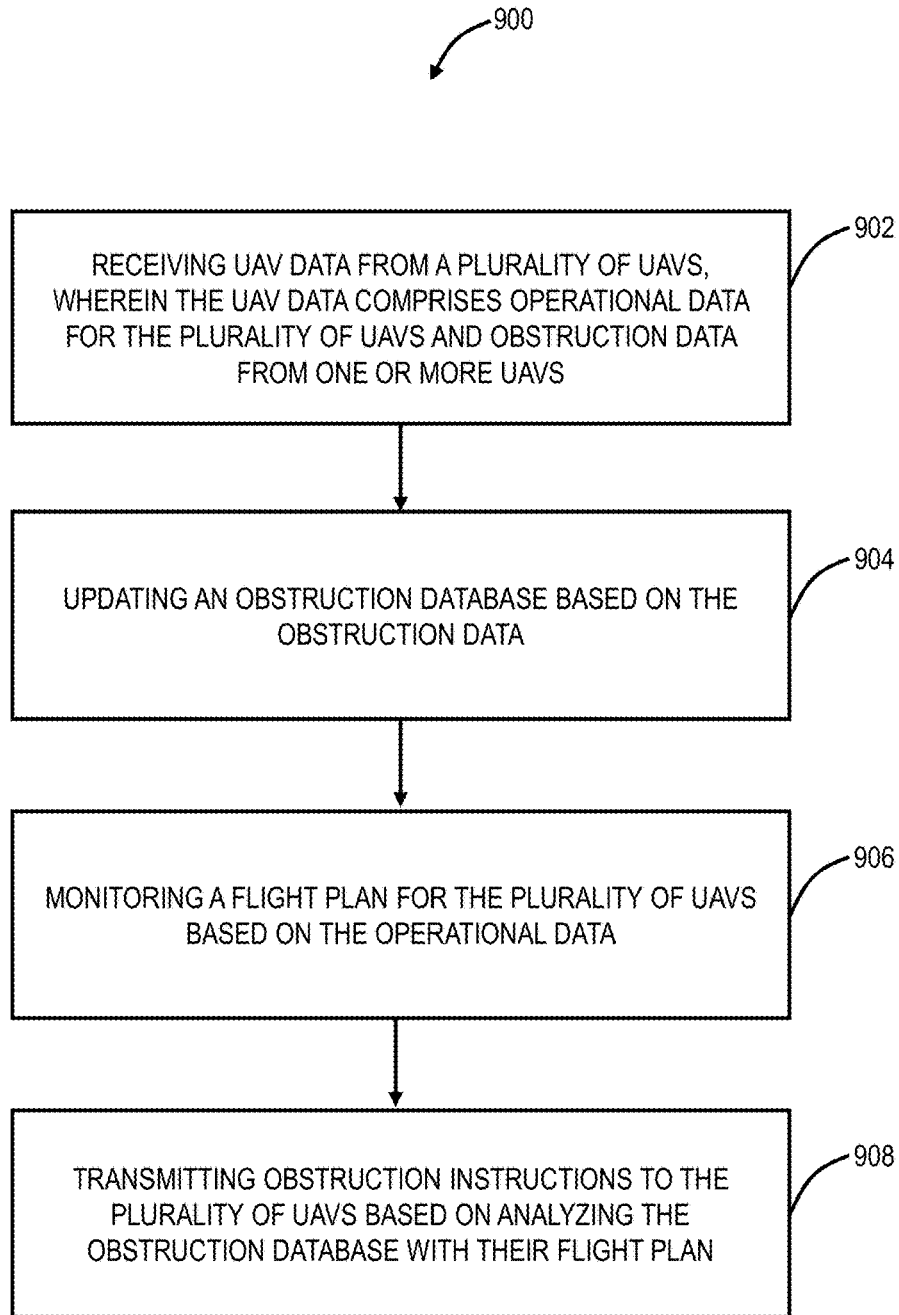 900
902
RECEIVING UAV DATA FROM A PLURALITY OF UAVS,
WHEREIN THE UAV DATA COMPRISES OPERATIONAL DATA
FOR THE PLURALITY OF UAVS AND OBSTRUCTION DATA
FROM ONE OR MORE UAVS
904
UPDATING AN OBSTRUCTION DATABASE BASED ON THE
OBSTRUCTION DATA
906
MONITORING A FLIGHT PLAN FOR THE PLURALITY OF UAVS
BASED ON THE OPERATIONAL DATA
908
TRANSMITTING OBSTRUCTION INSTRUCTIONS TO THE
PLURALITY OF UAVS BASED ON ANALYZING THE
OBSTRUCTION DATABASE WITH THEIR FLIGHT PLAN